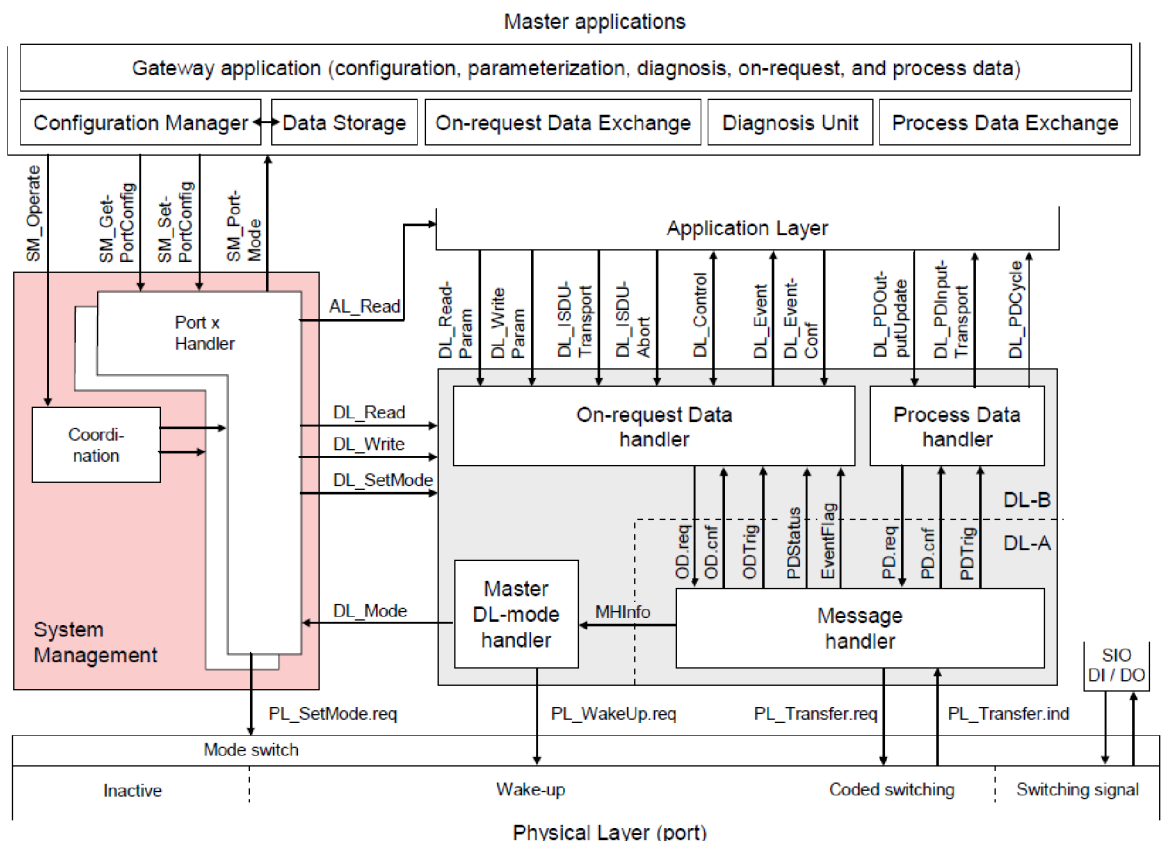 Master applications
Gateway application (configuration, parameterization, diagnosis, on-request, and process data)
Configuration Manager
Data Storage
On-request Data Exchange
Diagnosis Unit
Process Data Exchange
SM_Operate
SM_Get-
PortConfig
SM_Set-
PortConfig
SM_Port-
Mode
Application Layer
AL_Read
Port x
Handler
DL_Read-
Param
DL_Write
Param
DL_ISDU-
Transport
DL_ISDU-
Abort
DL_Control
DL_Event
DL_Event-
Conf
DL_PDOut-
putUpdate
DL_PDInput-
Transport
DL_PDCycle
Coordi-
nation
DL_Read
DL_Write
DL_SetMode
On-request Data
handler
Process Data
handler
DL-B
DL-A
OD.req
OD.cnf
ODTrig
PDStatus
EventFlag
PD.req
PD.cnf
PDTrig
System
Management
DL_Mode
Master
DL-mode
handler
MHInfo
Message
handler
SIO
DI / DO
PL_SetMode.req
PL_WakeUp.req
PL_Transfer.req
PL_Transfer.ind
Mode switch
Inactive
Wake-up
Coded switching
Switching signal
Physical Layer (port)